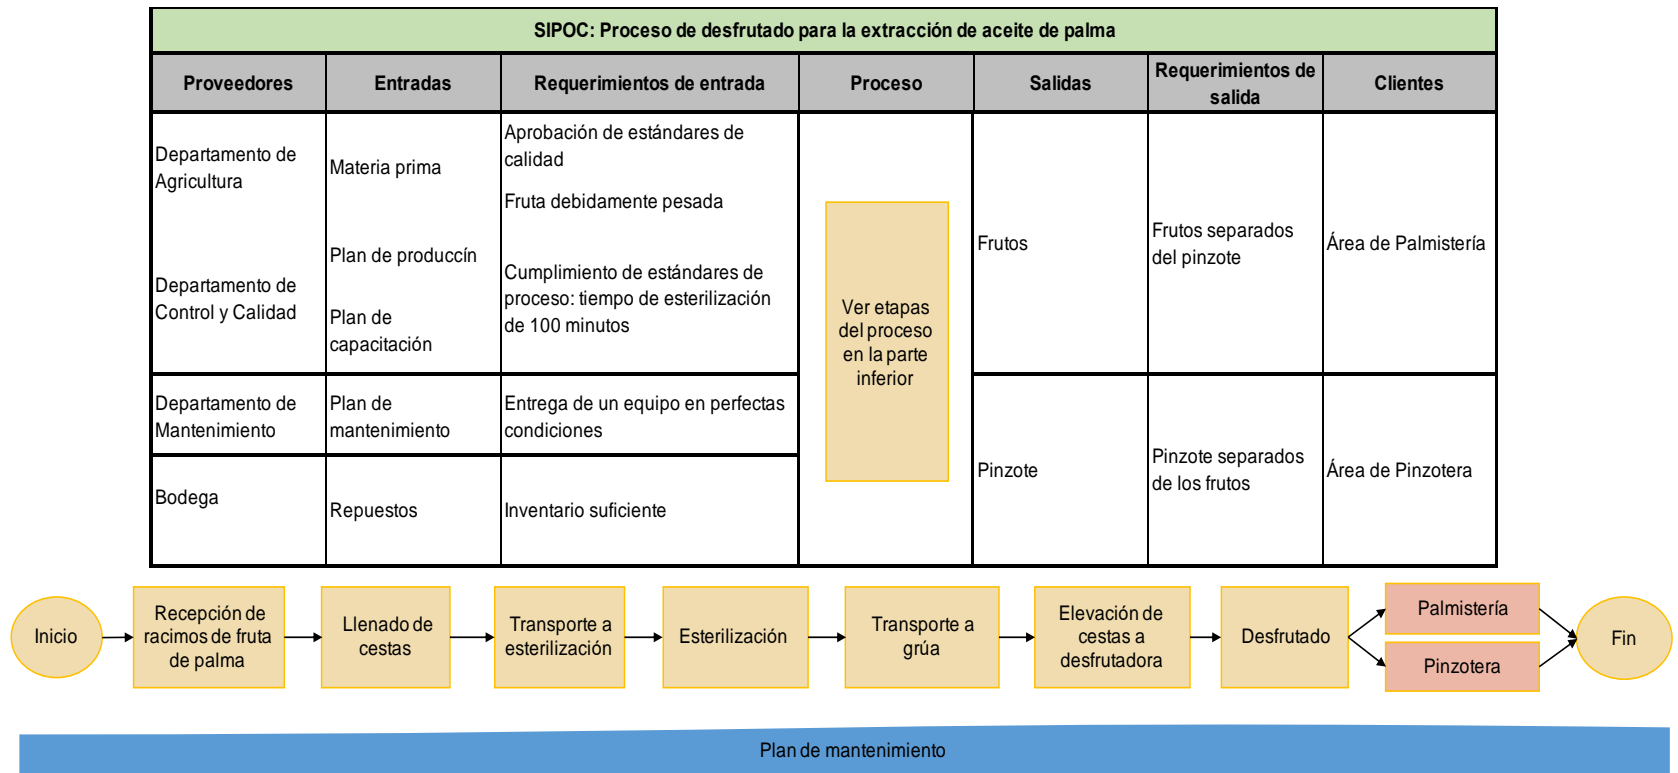 SIPOC: Proceso de desfrutado para la extracción de aceite de palma
Proveedores
Entradas
Requerimientos de entrada
Proceso
Salidas
Requerimientos de
salida
Clientes
Departamento de
Agricultura
Materia prima
Aprobación de estándares de
calidad
Fruta debidamente pesada
Departamento de
Control y Calidad
Plan de produccín
Plan de
capacitación
Cumplimiento de estándares de
proceso: tiempo de esterilización
de 100 minutos
Departamento de
Mantenimiento
Plan de
mantenimiento
Entrega de un equipo en perfectas
condiciones
Bodega
Repuestos
Inventario suficiente
Ver etapas
del proceso
en la parte
inferior
Frutos
Frutos separados
del pinzote
Área de Palmistería
Pinzote
Pinzote separados
de los frutos
Área de Pinzotera
Inicio
Recepción de
racimos de fruta
de palma
Llenado de
cestas
Transporte a
esterilización
Esterilización
Transporte a
grúa
Elevación de
cestas a
desfrutadora
Desfrutado
Palmistería
Pinzotera
Fin
Plan de mantenimiento